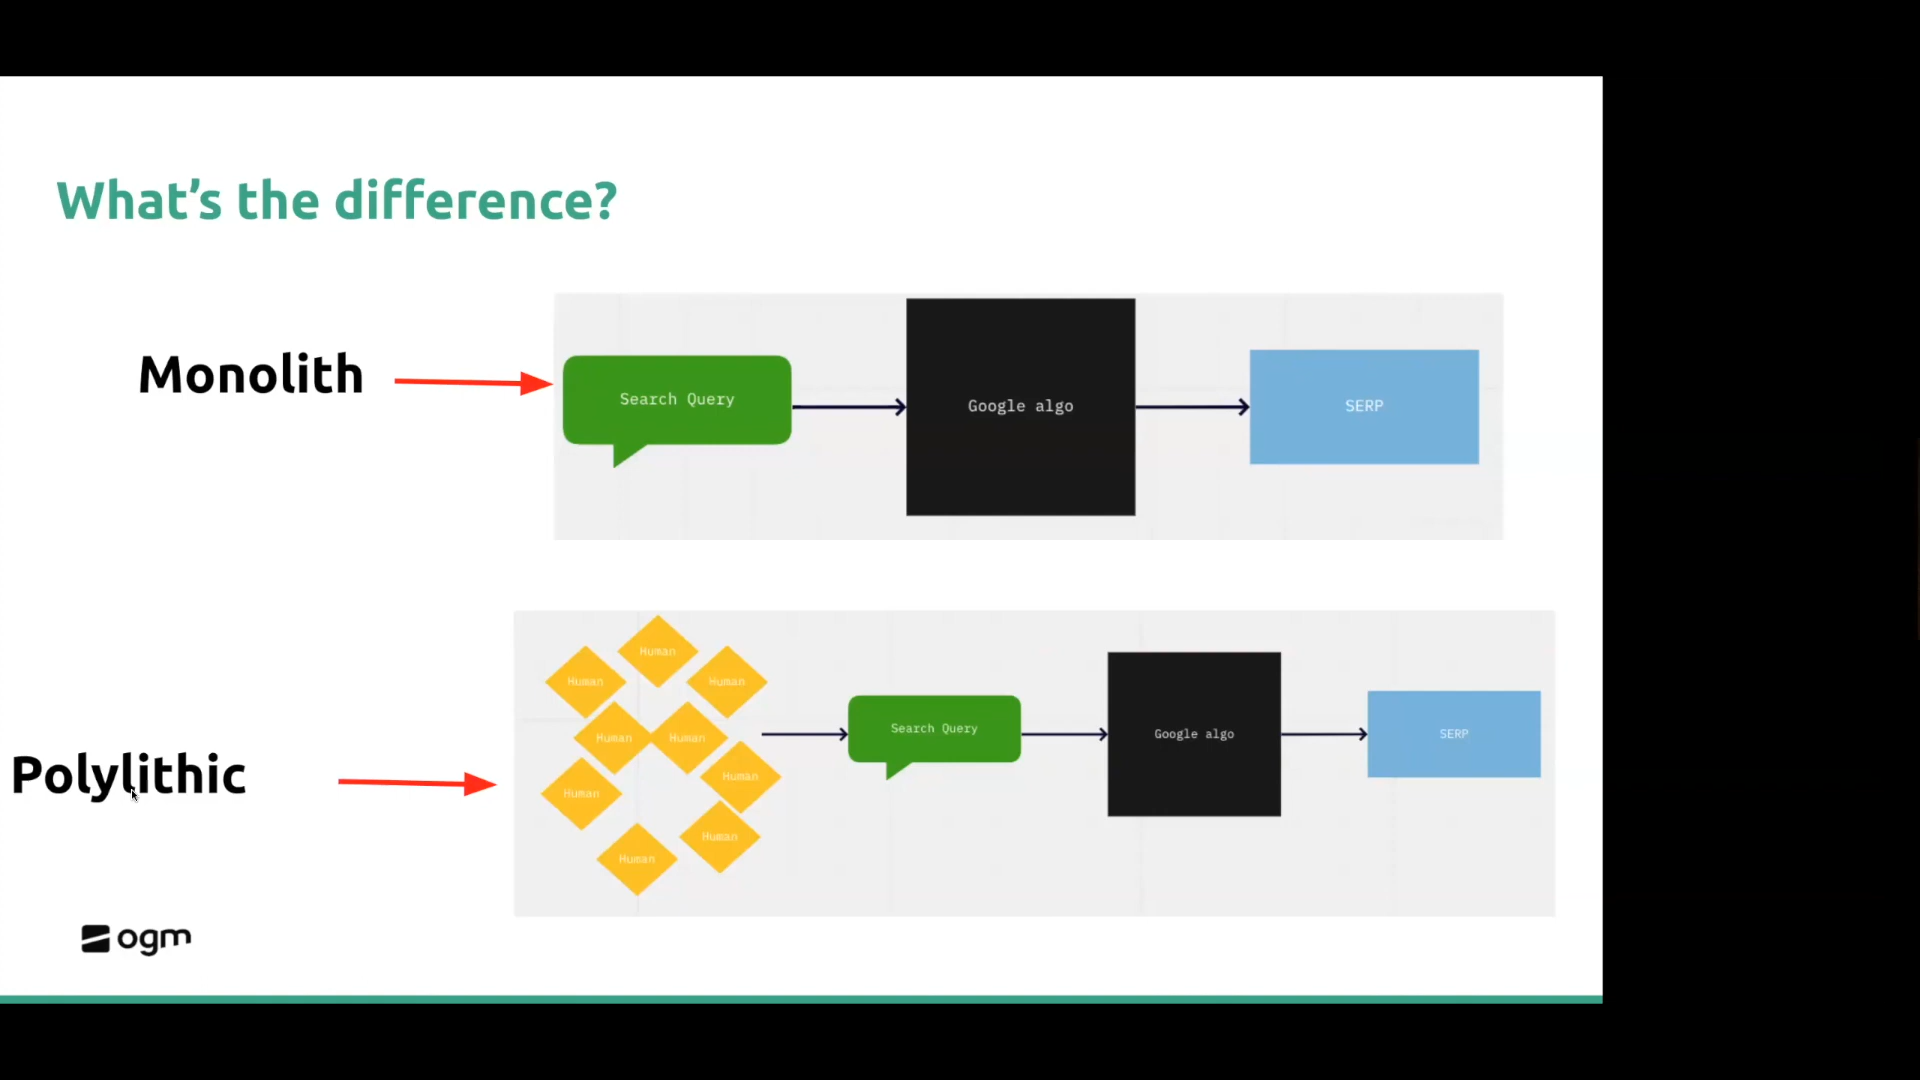 What's the difference?
Monolith
Search Query
Google algo
SERP
Polylithic
Human
Human
Human
Human
Human
Human
Human
Human
Human
Search Query
Google algo
SERP
ogm